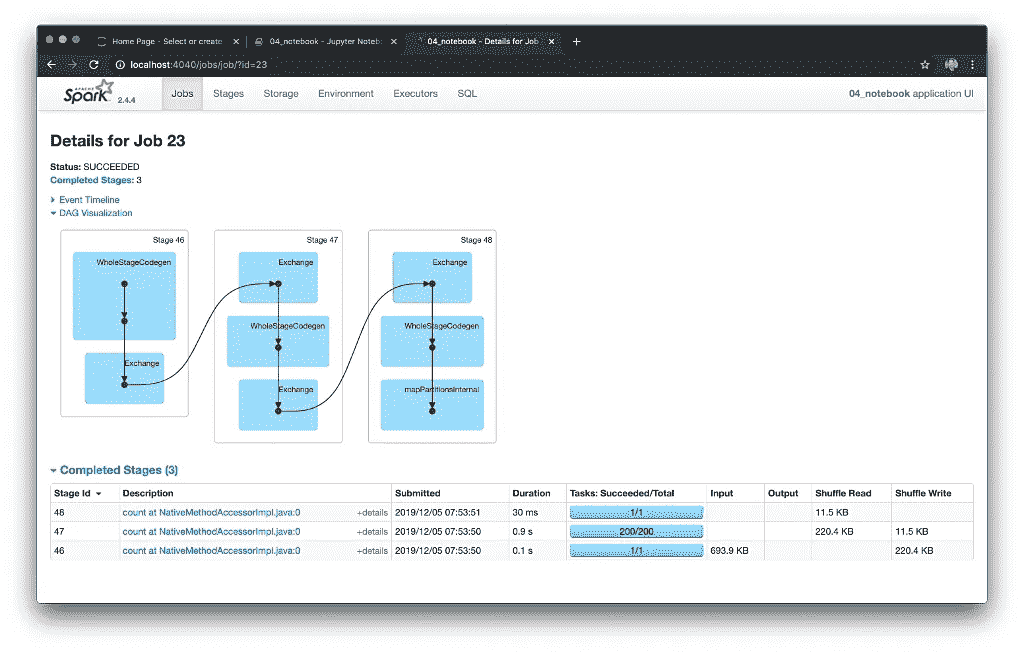 Home Page - Select or create
04_notebook - Jupyter Noteb
04_notebook - Details for Job
localhost:4040/jobs/job/?id=23
APACHE Spark 2.4.4 Jobs Stages Storage Environment Executors SQL 04_notebook application UI
Details for Job 23
Status: SUCCEEDED
Completed Stages: 3
Event Timeline
DAG Visualization
Stage 46
WholeStageCodegen
Exchange
Stage 47
Exchange
WholeStageCodegen
Exchange
Stage 48
Exchange
WholeStageCodegen
mapPartitionsInternal
Completed Stages (3)
Stage Id Description Submitted Duration Tasks: Succeeded/Total Input Output Shuffle Read Shuffle Write
48 count at NativeMethodAccessorImpl.java:0 +details 2019/12/05 07:53:51 30 ms 1/1 11.5 KB
47 count at NativeMethodAccessorImpl.java:0 +details 2019/12/05 07:53:50 0.9 s 200/200 220.4 KB 11.5 KB
46 count at NativeMethodAccessorImpl.java:0 +details 2019/12/05 07:53:50 0.1 s 1/1 693.9 KB 220.4 KB